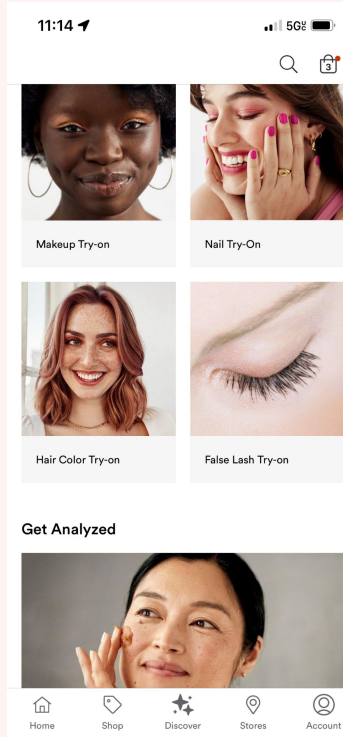 11:14
5G
3
Makeup Try-on
Nail Try-On
Hair Color Try-on
False Lash Try-on
Get Analyzed
Home
Shop
Discover
Stores
Account